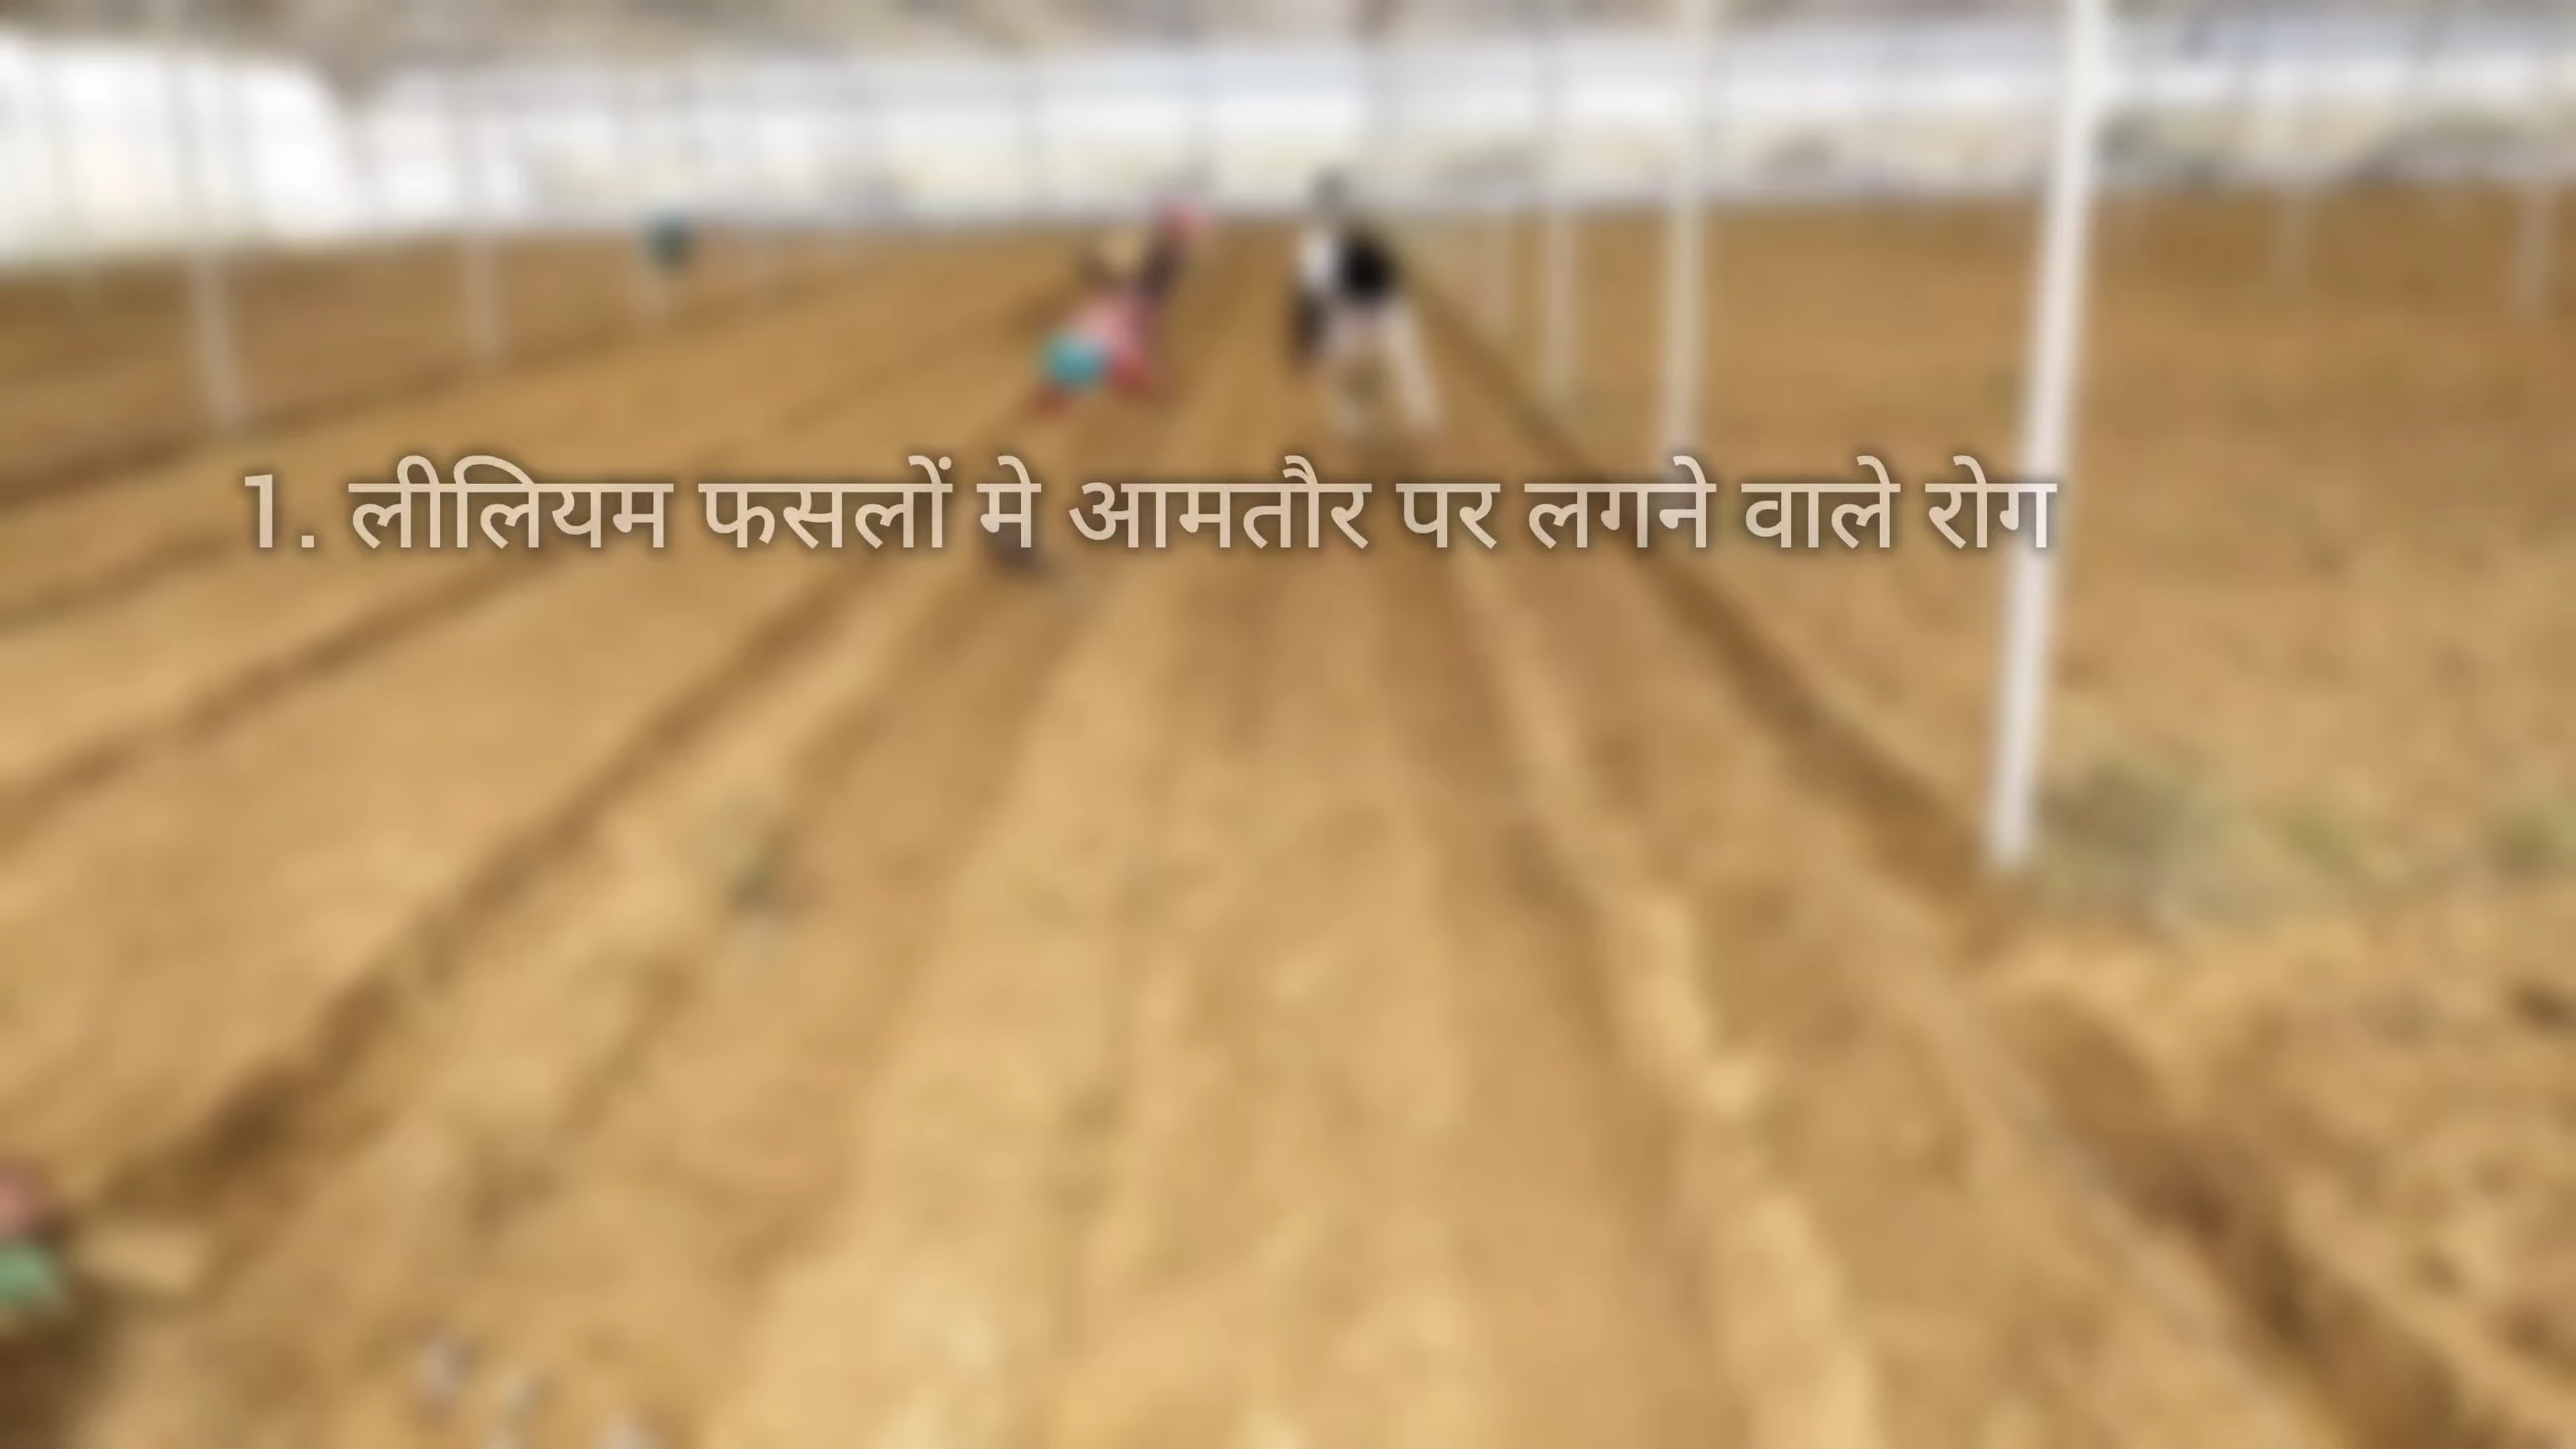 1. लीलियम फसलों मे आमतौर पर लगने वाले रोग